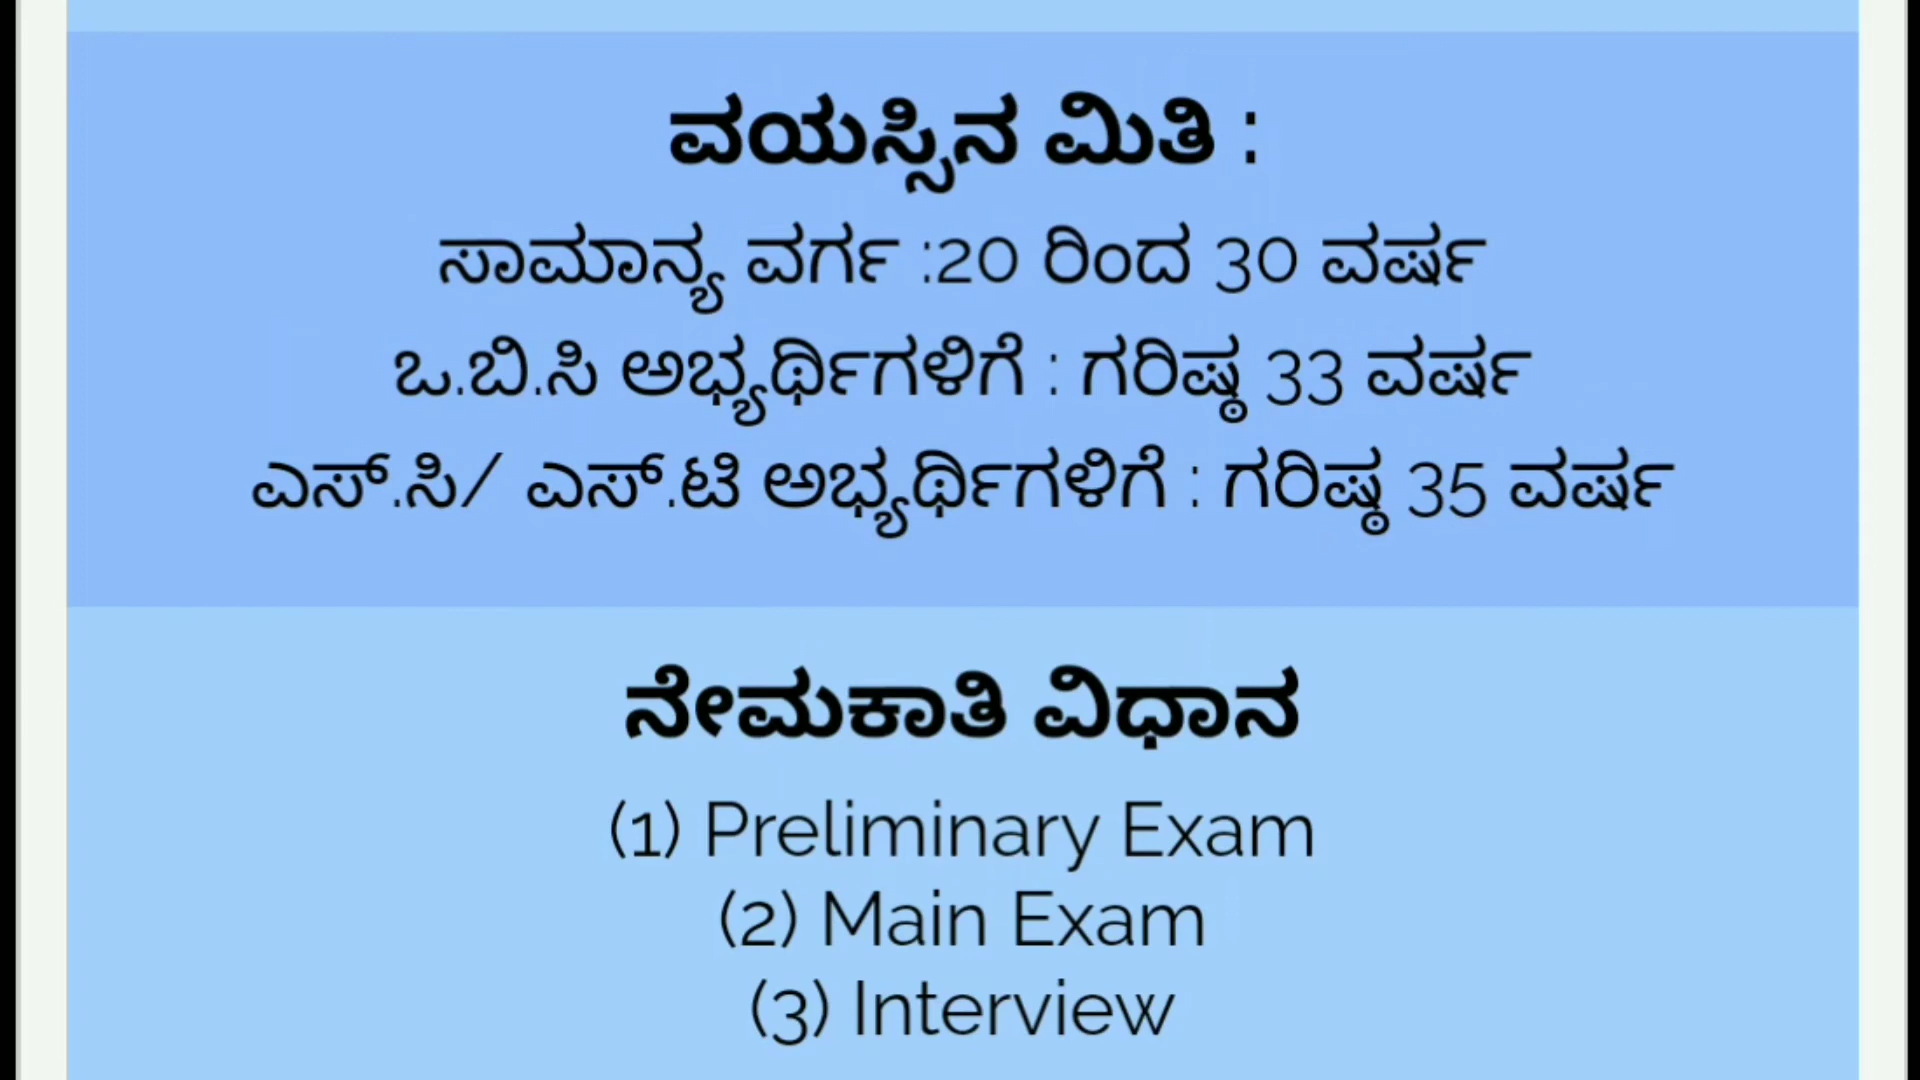 ವಯಸ್ಸಿನ ಮಿತಿ :
ಸಾಮಾನ್ಯ ವರ್ಗ :20 ರಿಂದ 30 ವರ್ಷ
ಒ.ಬಿ.ಸಿ ಅಭ್ಯರ್ಥಿಗಳಿಗೆ : ಗರಿಷ್ಠ 33 ವರ್ಷ
ಎಸ್.ಸಿ/ ಎಸ್.ಟಿ ಅಭ್ಯರ್ಥಿಗಳಿಗೆ : ಗರಿಷ್ಠ 35 ವರ್ಷ
ನೇಮಕಾತಿ ವಿಧಾನ
(1) Preliminary Exam
(2) Main Exam
(3) Interview